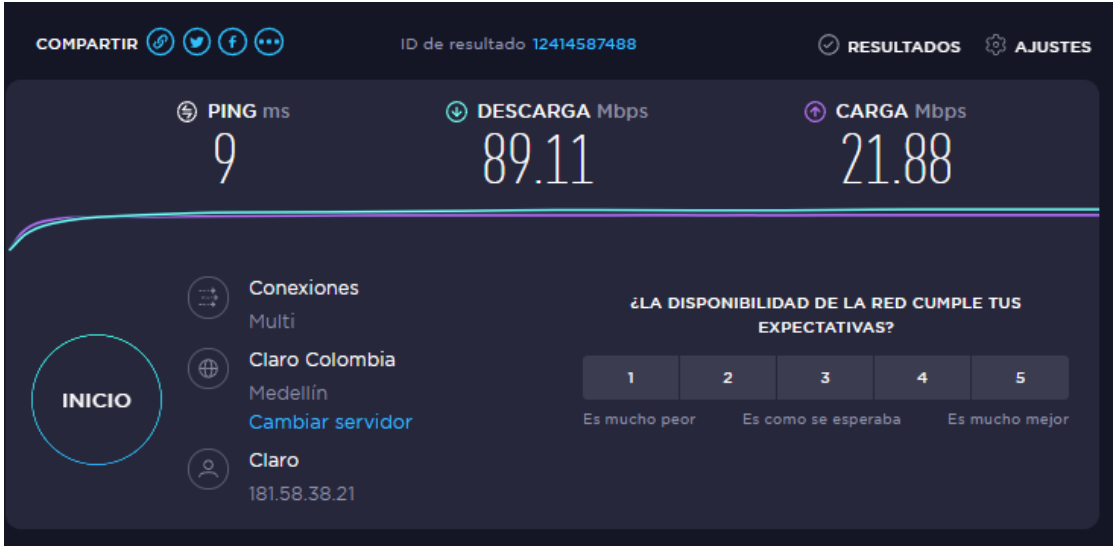 COMPARTIR
ID de resultado 12414587488
RESULTADOS
AJUSTES
PING ms
9
DESCARGA Mbps
89.11
CARGA Mbps
21.88
INICIO
Conexiones
Multi
Claro Colombia
Medellín
Cambiar servidor
Claro
181.58.38.21
¿LA DISPONIBILIDAD DE LA RED CUMPLE TUS
EXPECTATIVAS?
1 2 3 4 5
Es mucho peor Es como se esperaba Es mucho mejor